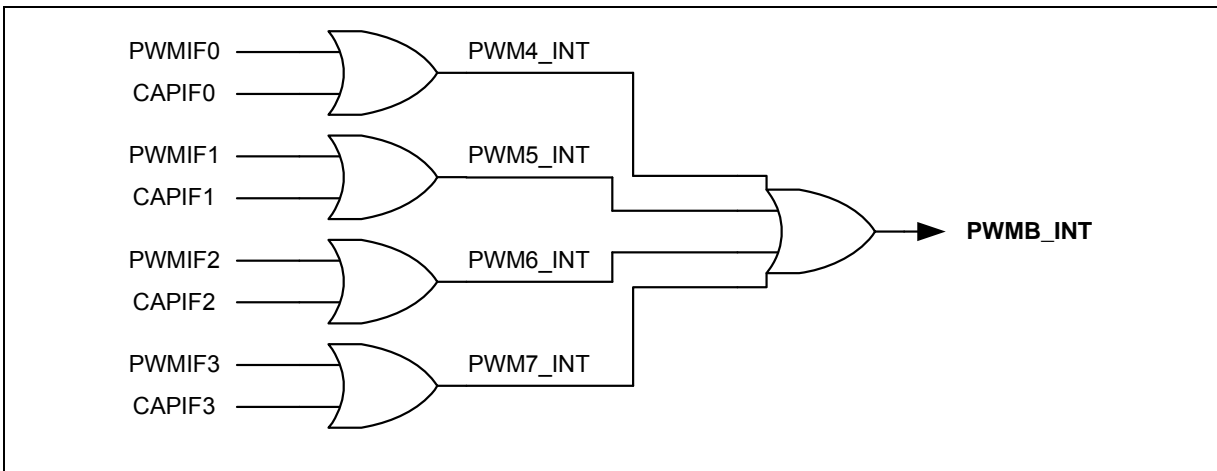 PWMIF0
CAPIF0
PWM4_INT
PWMIF1
CAPIF1
PWM5_INT
PWMIF2
CAPIF2
PWM6_INT
PWMIF3
CAPIF3
PWM7_INT
PWMB_INT